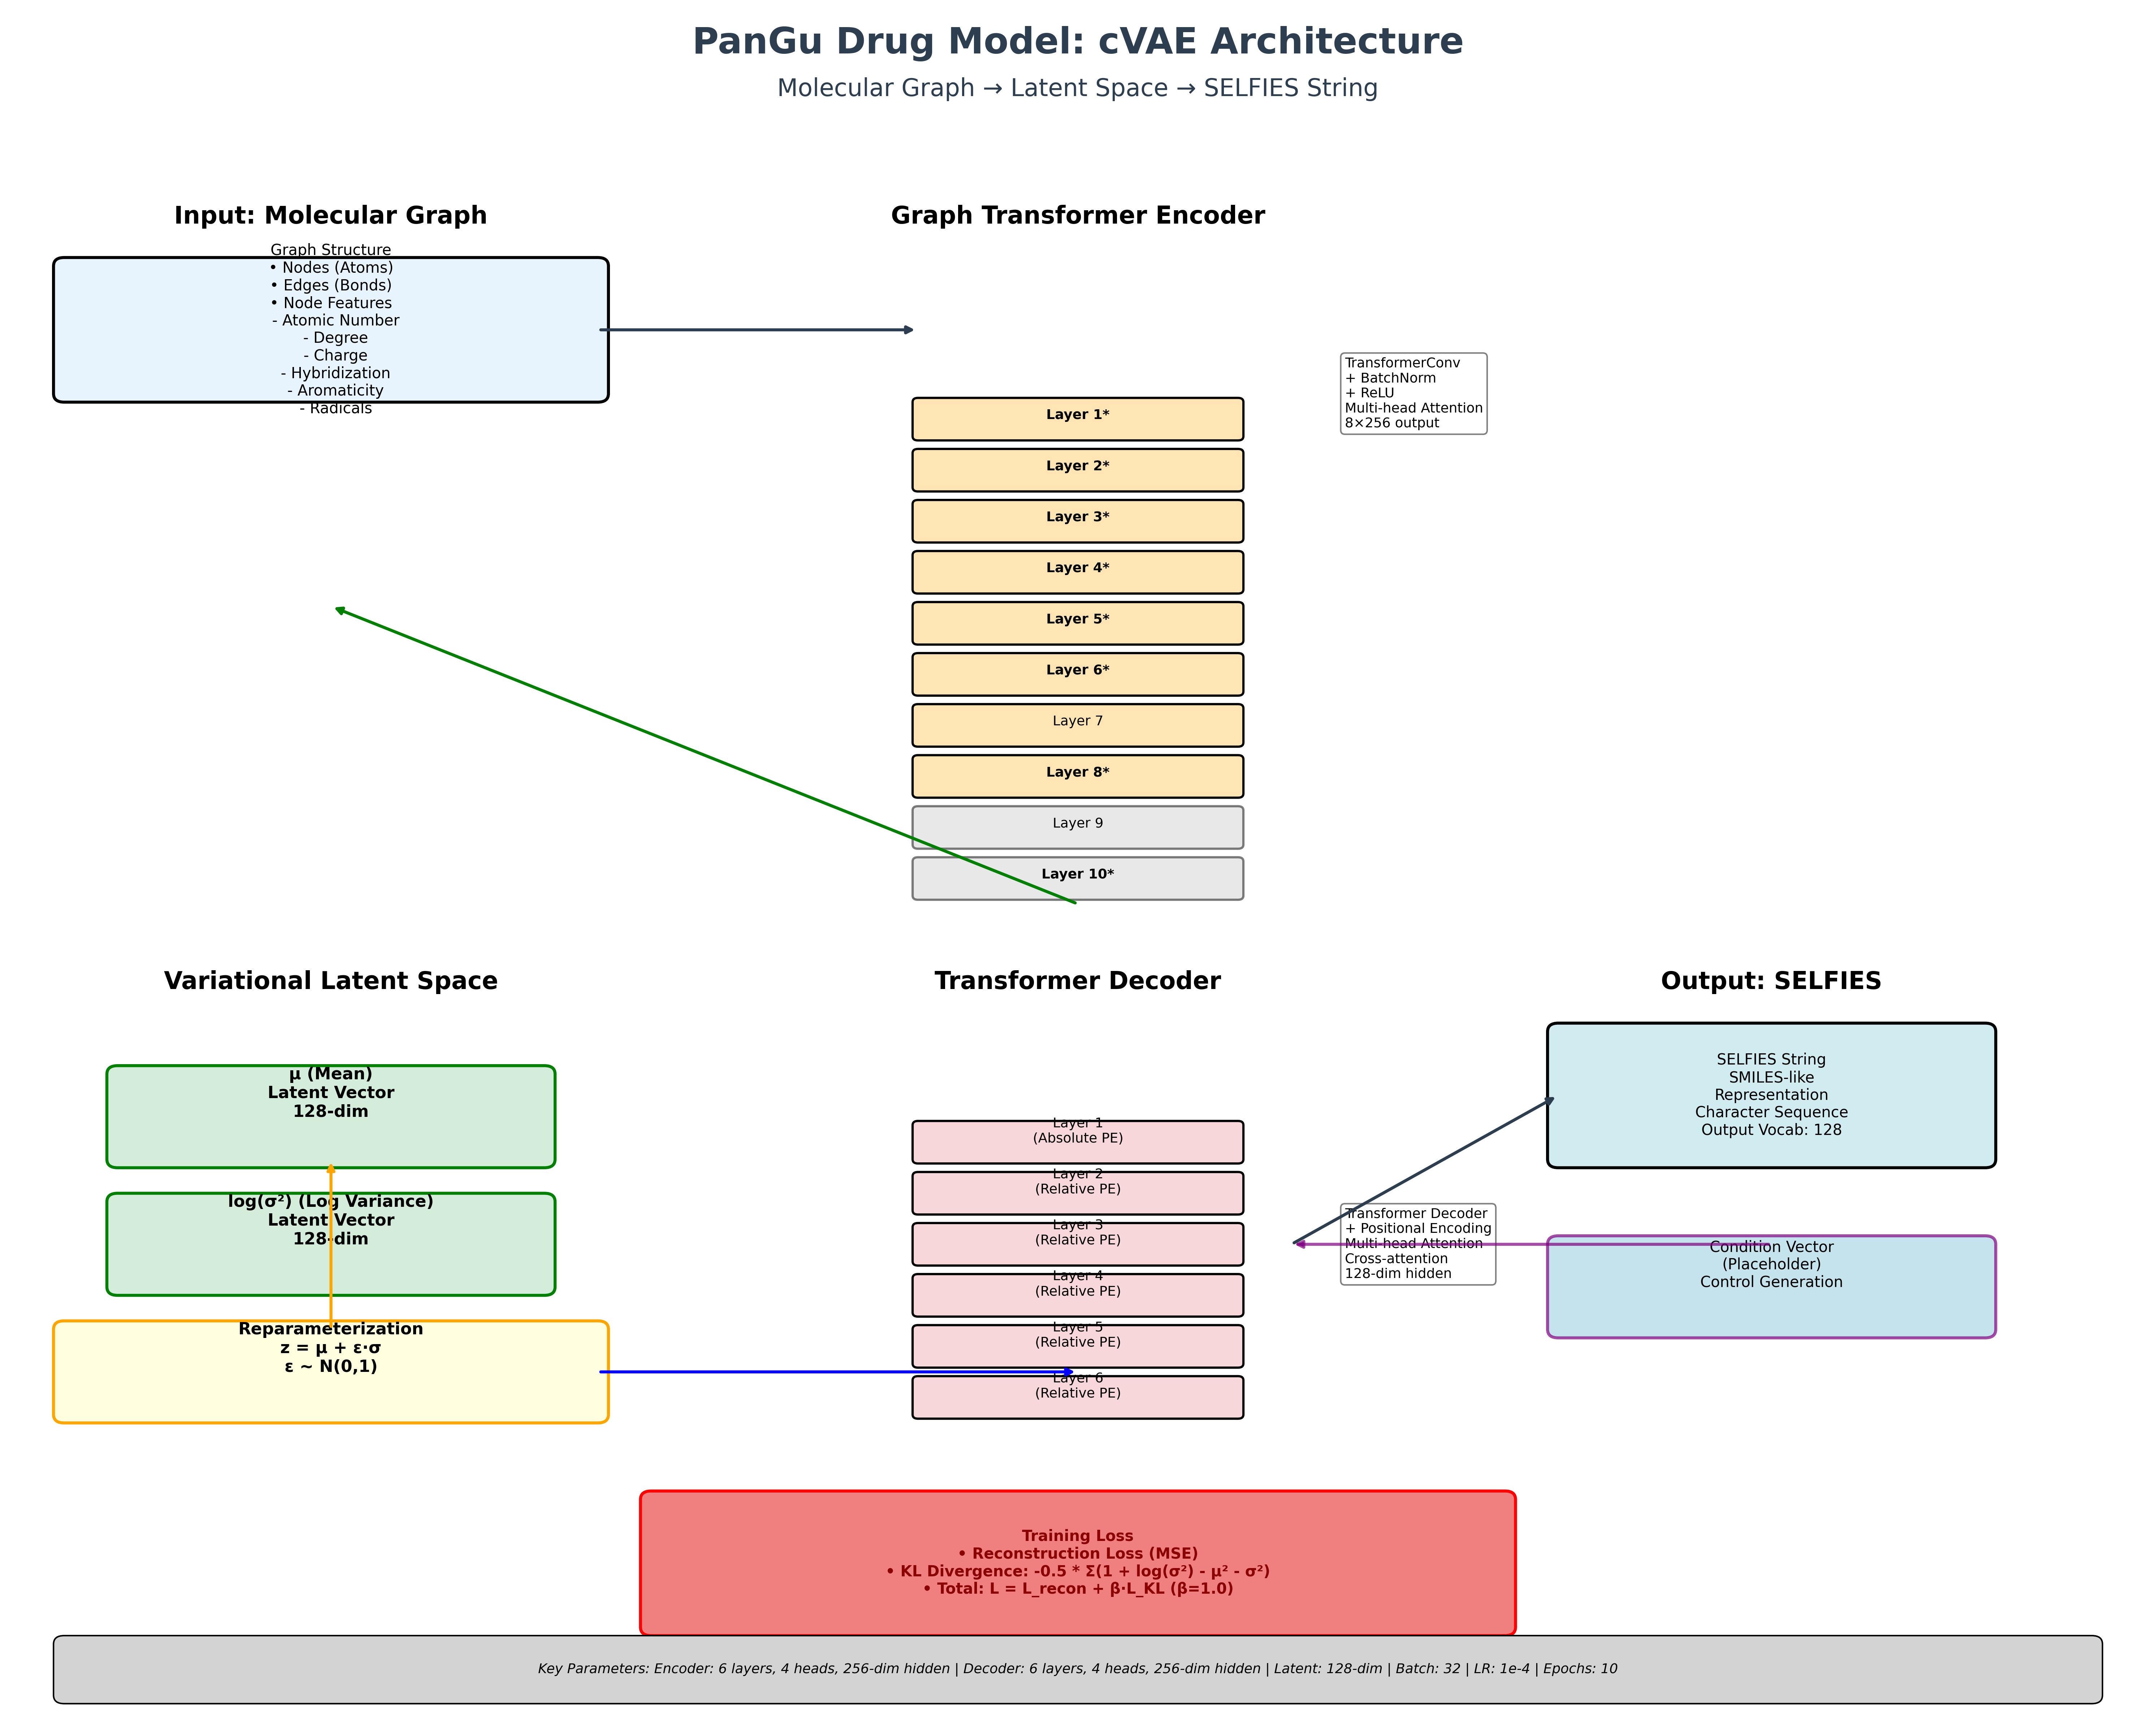 PanGu Drug Model: cVAE Architecture
Molecular Graph → Latent Space → SELFIES String
Input: Molecular Graph
Graph Structure
• Nodes (Atoms)
• Edges (Bonds)
• Node Features
- Atomic Number
- Degree
- Charge
- Hybridization
- Aromaticity
- Radicals
Graph Transformer Encoder
TransformerConv
+ BatchNorm
+ ReLU
Multi-head Attention
8×256 output
Layer 1*
Layer 2*
Layer 3*
Layer 4*
Layer 5*
Layer 6*
Layer 7
Layer 8*
Layer 9
Layer 10*
Variational Latent Space
μ (Mean)
Latent Vector
128-dim
log(σ²) (Log Variance)
Latent Vector
128-dim
Reparameterization
z = μ + ε·σ
ε ~ N(0,1)
Transformer Decoder
Layer 1
(Absolute PE)
Layer 2
(Relative PE)
Layer 3
(Relative PE)
Layer 4
(Relative PE)
Layer 5
(Relative PE)
Layer 6
(Relative PE)
Transformer Decoder
+ Positional Encoding
Multi-head Attention
Cross-attention
128-dim hidden
Output: SELFIES
SELFIES String
SMILES-like
Representation
Character Sequence
Output Vocab: 128
Condition Vector
(Placeholder)
Control Generation
Training Loss
• Reconstruction Loss (MSE)
• KL Divergence: -0.5 * Σ(1 + log(σ²) - μ² - σ²)
• Total: L = L_recon + β·L_KL (β=1.0)
Key Parameters: Encoder: 6 layers, 4 heads, 256-dim hidden | Decoder: 6 layers, 4 heads, 256-dim hidden | Latent: 128-dim | Batch: 32 | LR: 1e-4 | Epochs: 10